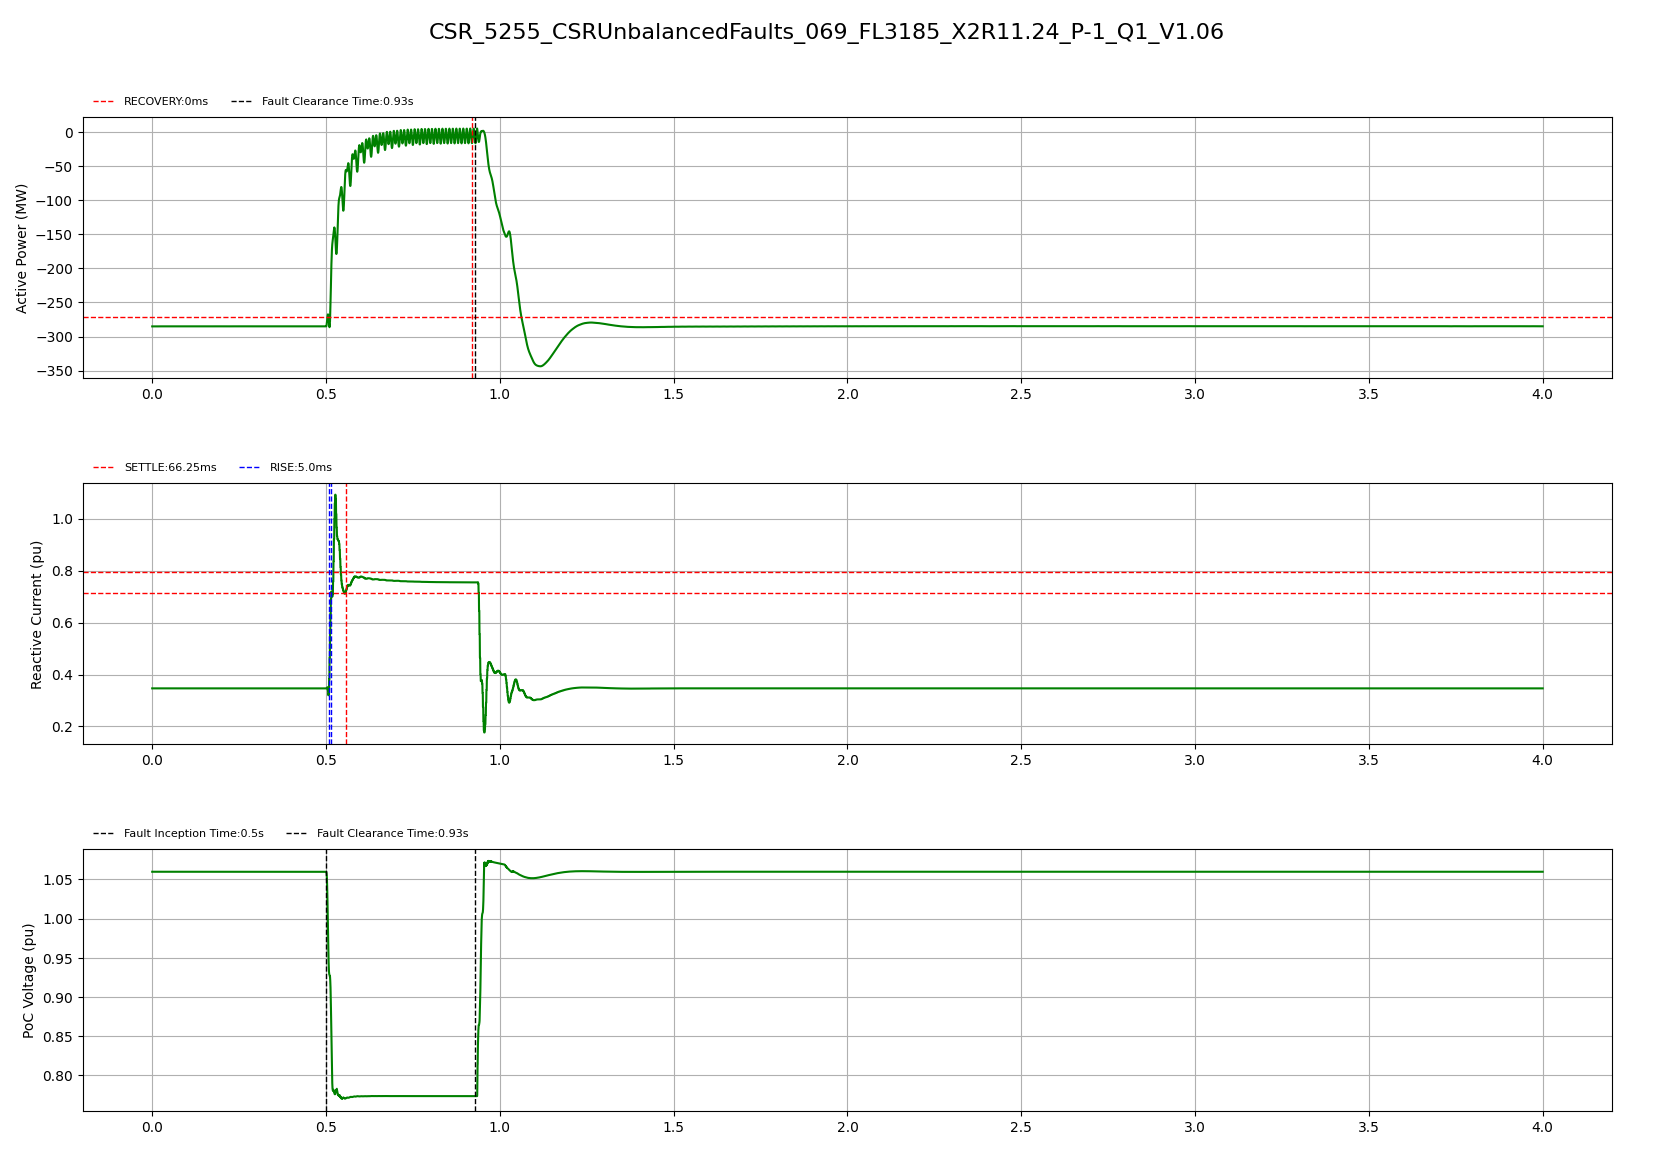 CSR_5255_CSRUnbalancedFaults_069_FL3185_X2R11.24_P-1_Q1_V1.06
RECOVERY:0ms Fault Clearance Time:0.93s
Active Power (MW)
0
−50
−100
−150
−200
−250
−300
−350
0.0 0.5 1.0 1.5 2.0 2.5 3.0 3.5 4.0
SETTLE:66.25ms RISE:5.0ms
Reactive Current (pu)
1.0
0.8
0.6
0.4
0.2
0.0 0.5 1.0 1.5 2.0 2.5 3.0 3.5 4.0
Fault Inception Time:0.5s Fault Clearance Time:0.93s
PoC Voltage (pu)
1.05
1.00
0.95
0.90
0.85
0.80
0.0 0.5 1.0 1.5 2.0 2.5 3.0 3.5 4.0